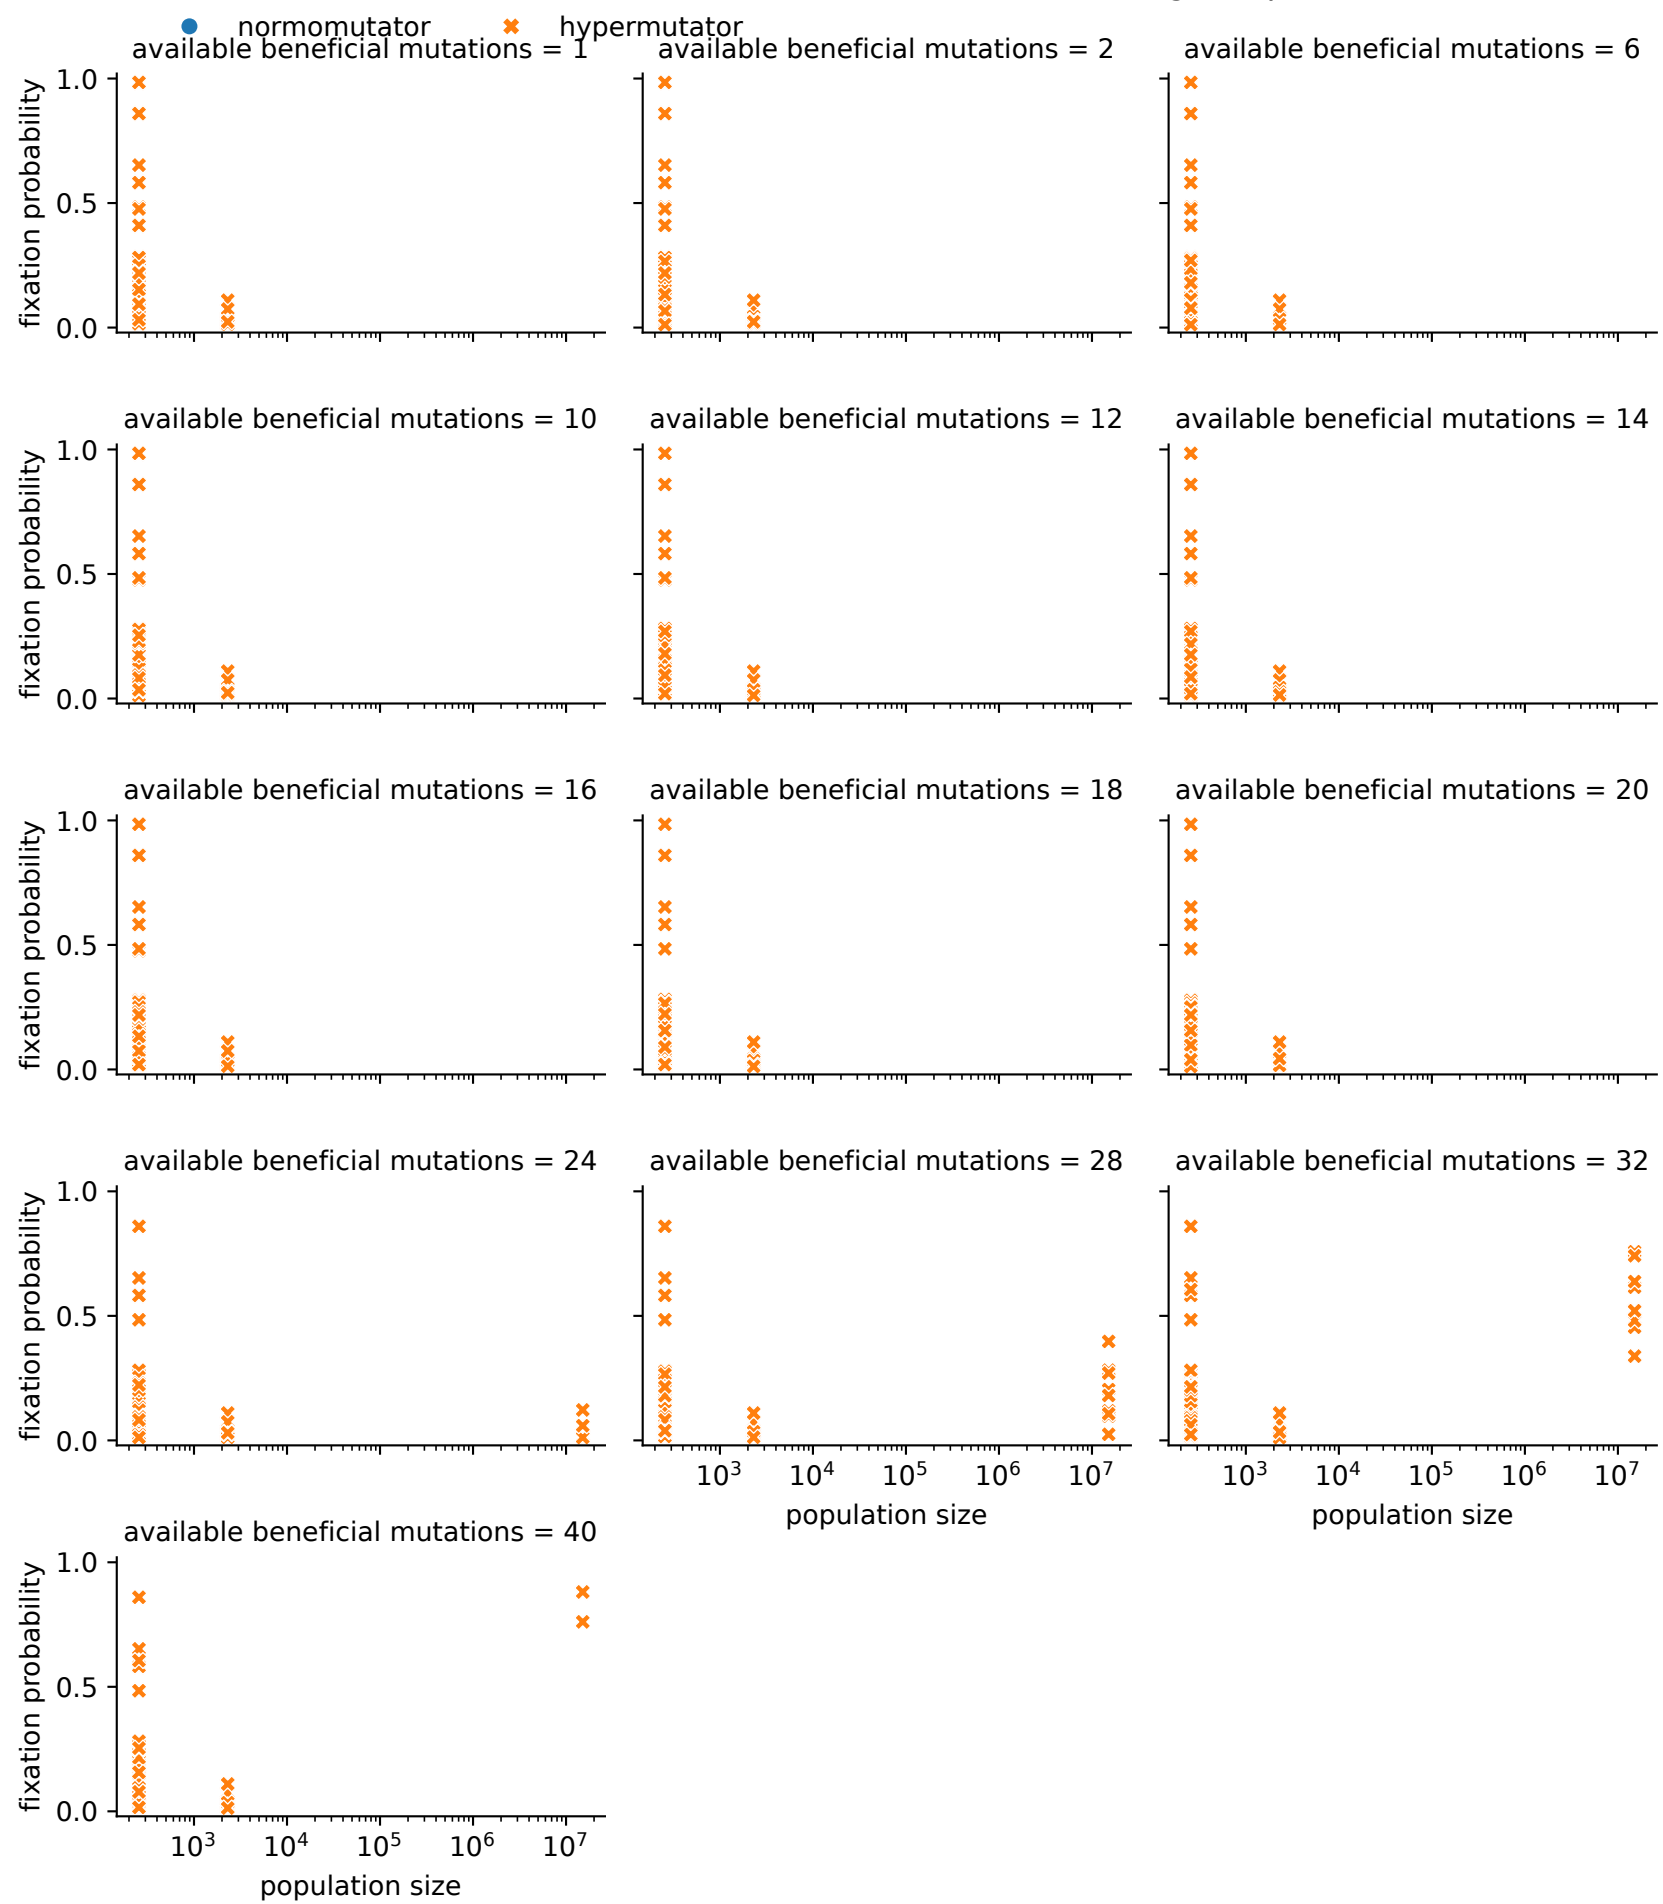 normomutator hypermutator
available beneficial mutations = 1 available beneficial mutations = 2 available beneficial mutations = 6
fixation probability
1.0
0.5
0.0
available beneficial mutations = 10 available beneficial mutations = 12 available beneficial mutations = 14
fixation probability
1.0
0.5
0.0
available beneficial mutations = 16 available beneficial mutations = 18 available beneficial mutations = 20
fixation probability
1.0
0.5
0.0
available beneficial mutations = 24 available beneficial mutations = 28 available beneficial mutations = 32
fixation probability
1.0
0.5
0.0
10³ 10⁴ 10⁵ 10⁶ 10⁷ 10³ 10⁴ 10⁵ 10⁶ 10⁷
population size population size
available beneficial mutations = 40
fixation probability
1.0
0.5
0.0
10³ 10⁴ 10⁵ 10⁶ 10⁷
population size